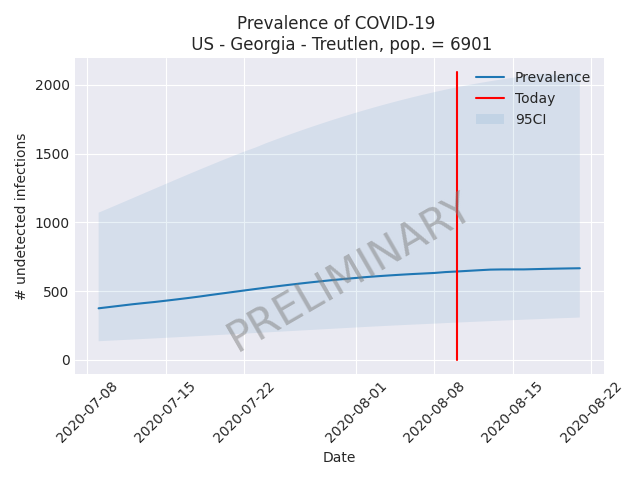 Prevalence of COVID-19
US - Georgia - Treutlen, pop. = 6901
Prevalence
Today
95CI
2000
1500
1000
500
0
# undetected infections
PRELIMINARY
2020-07-08
2020-07-15
2020-07-22
2020-08-01
2020-08-08
2020-08-15
2020-08-22
Date